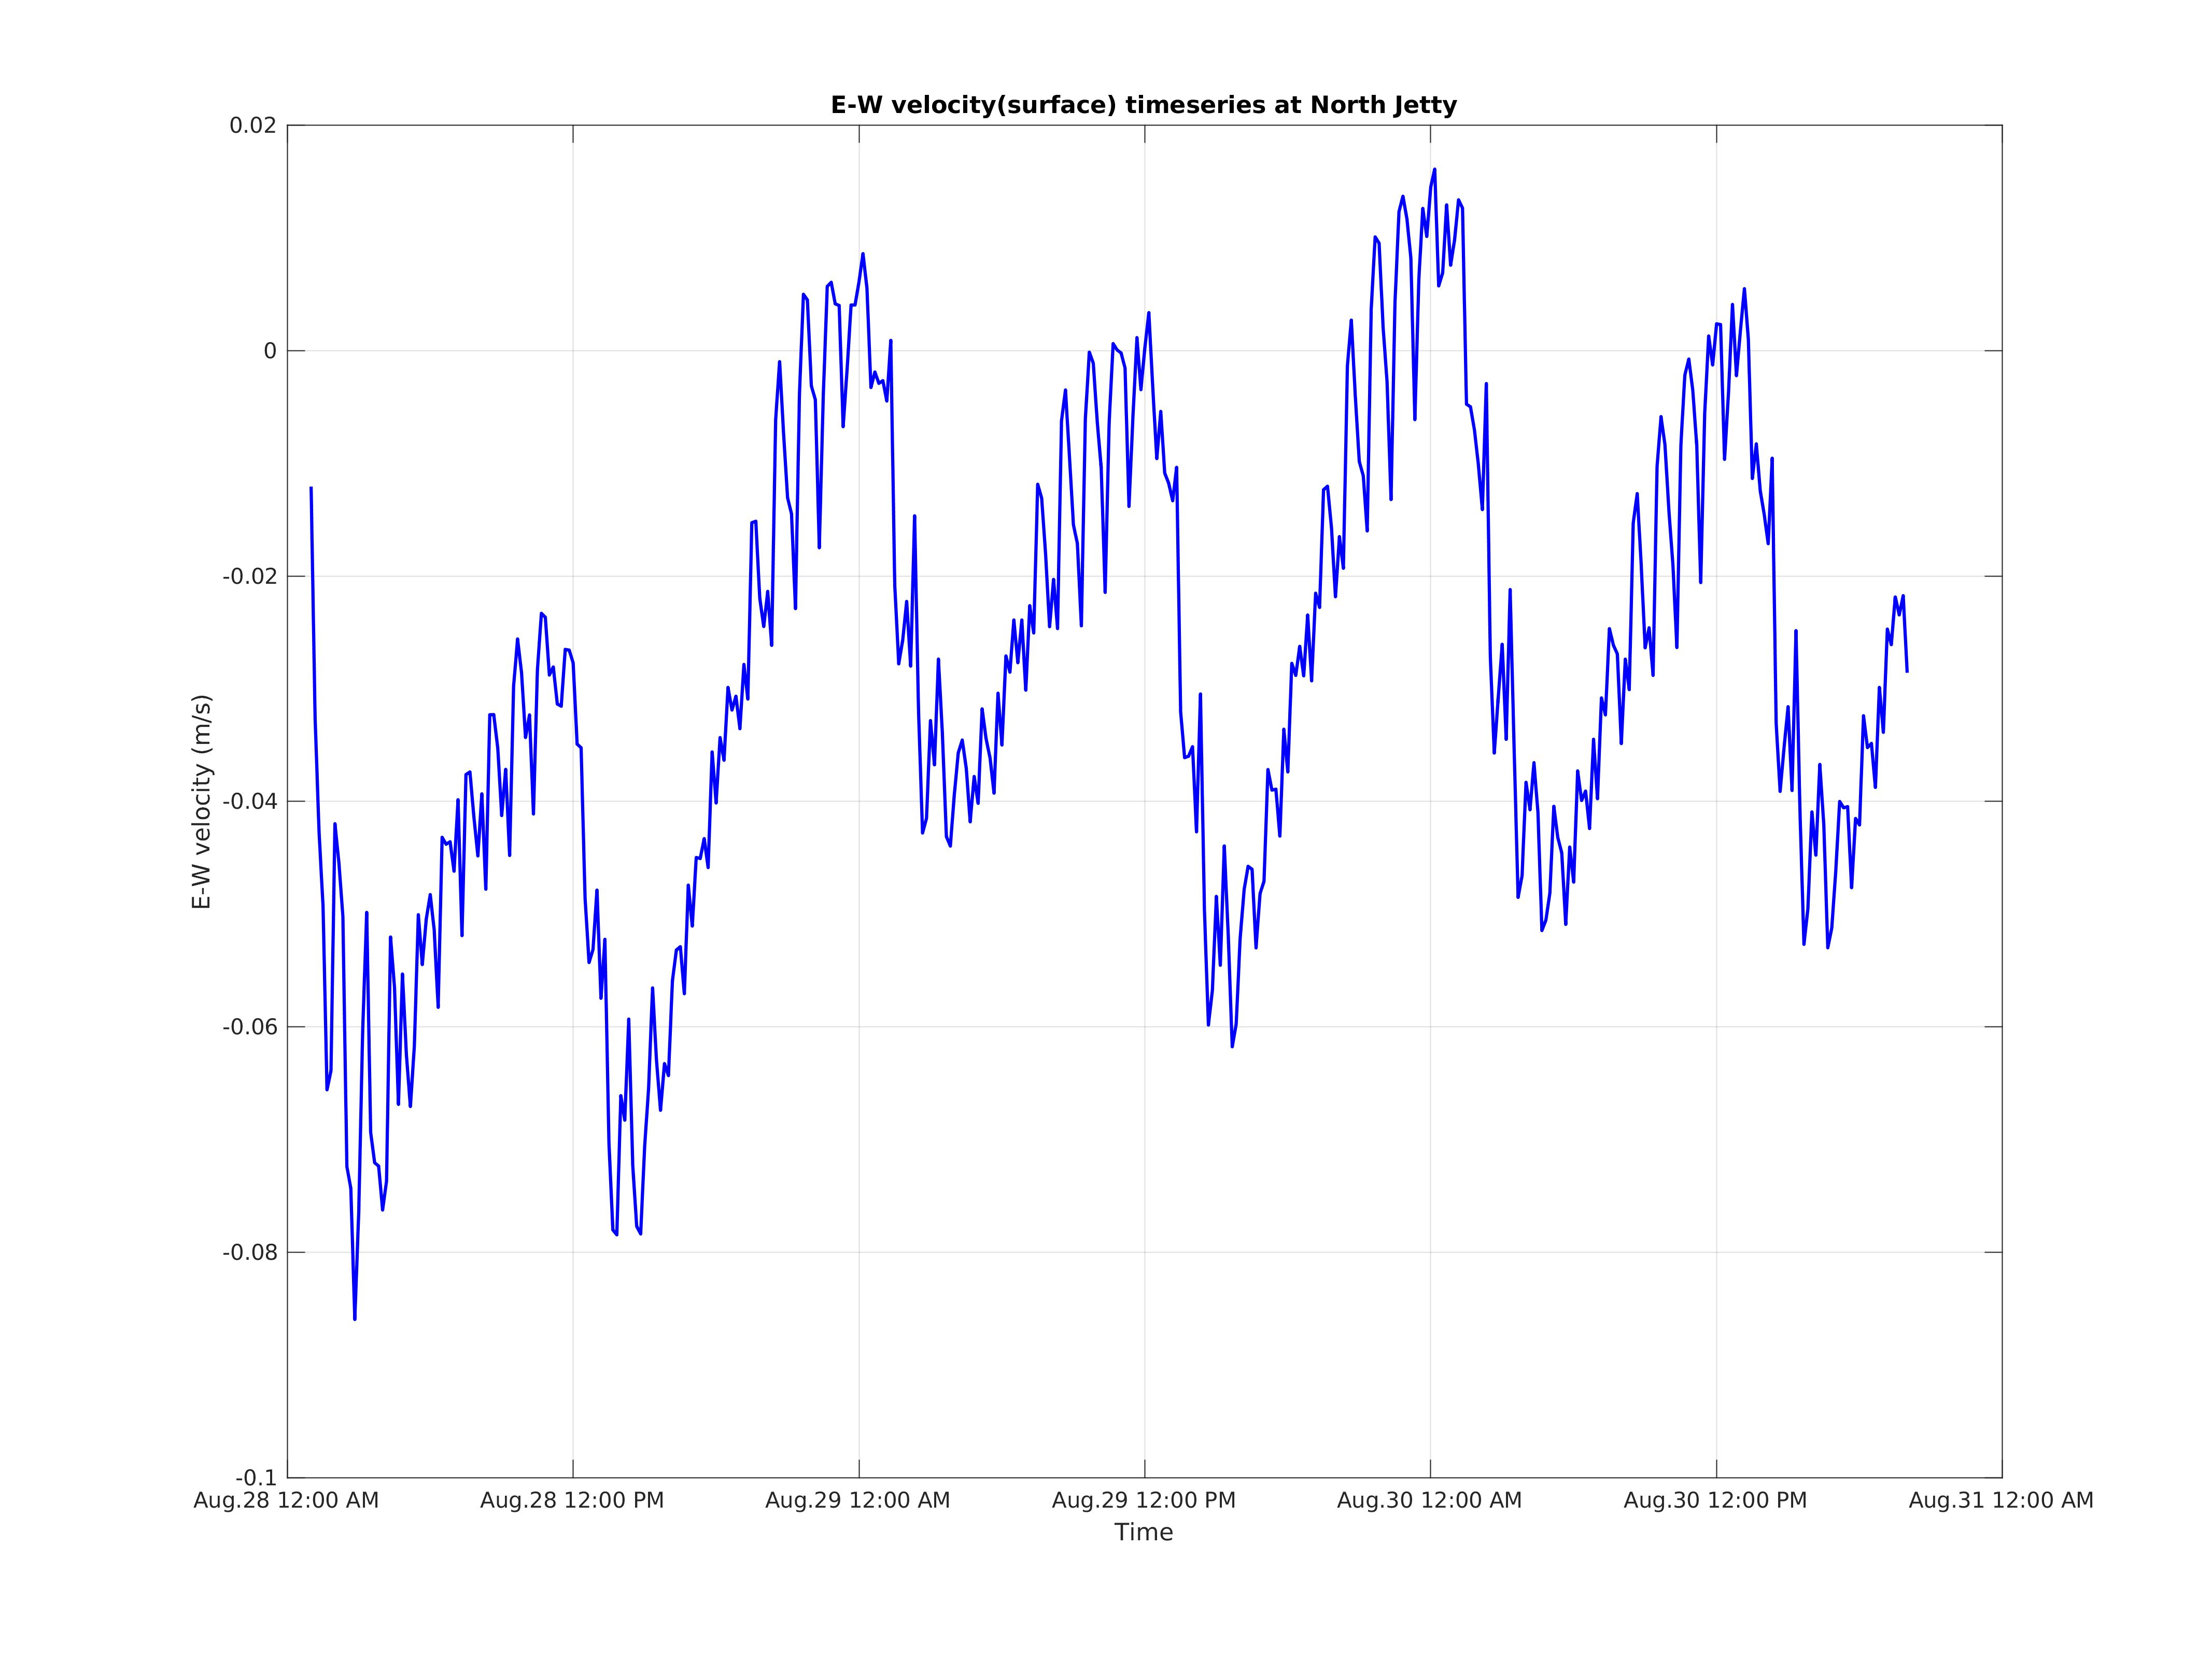 E-W velocity(surface) timeseries at North Jetty
0.02
0
-0.02
-0.04
-0.06
-0.08
-0.1
E-W velocity (m/s)
Aug.28 12:00 AM Aug.28 12:00 PM Aug.29 12:00 AM Aug.29 12:00 PM Aug.30 12:00 AM Aug.30 12:00 PM Aug.31 12:00 AM
Time